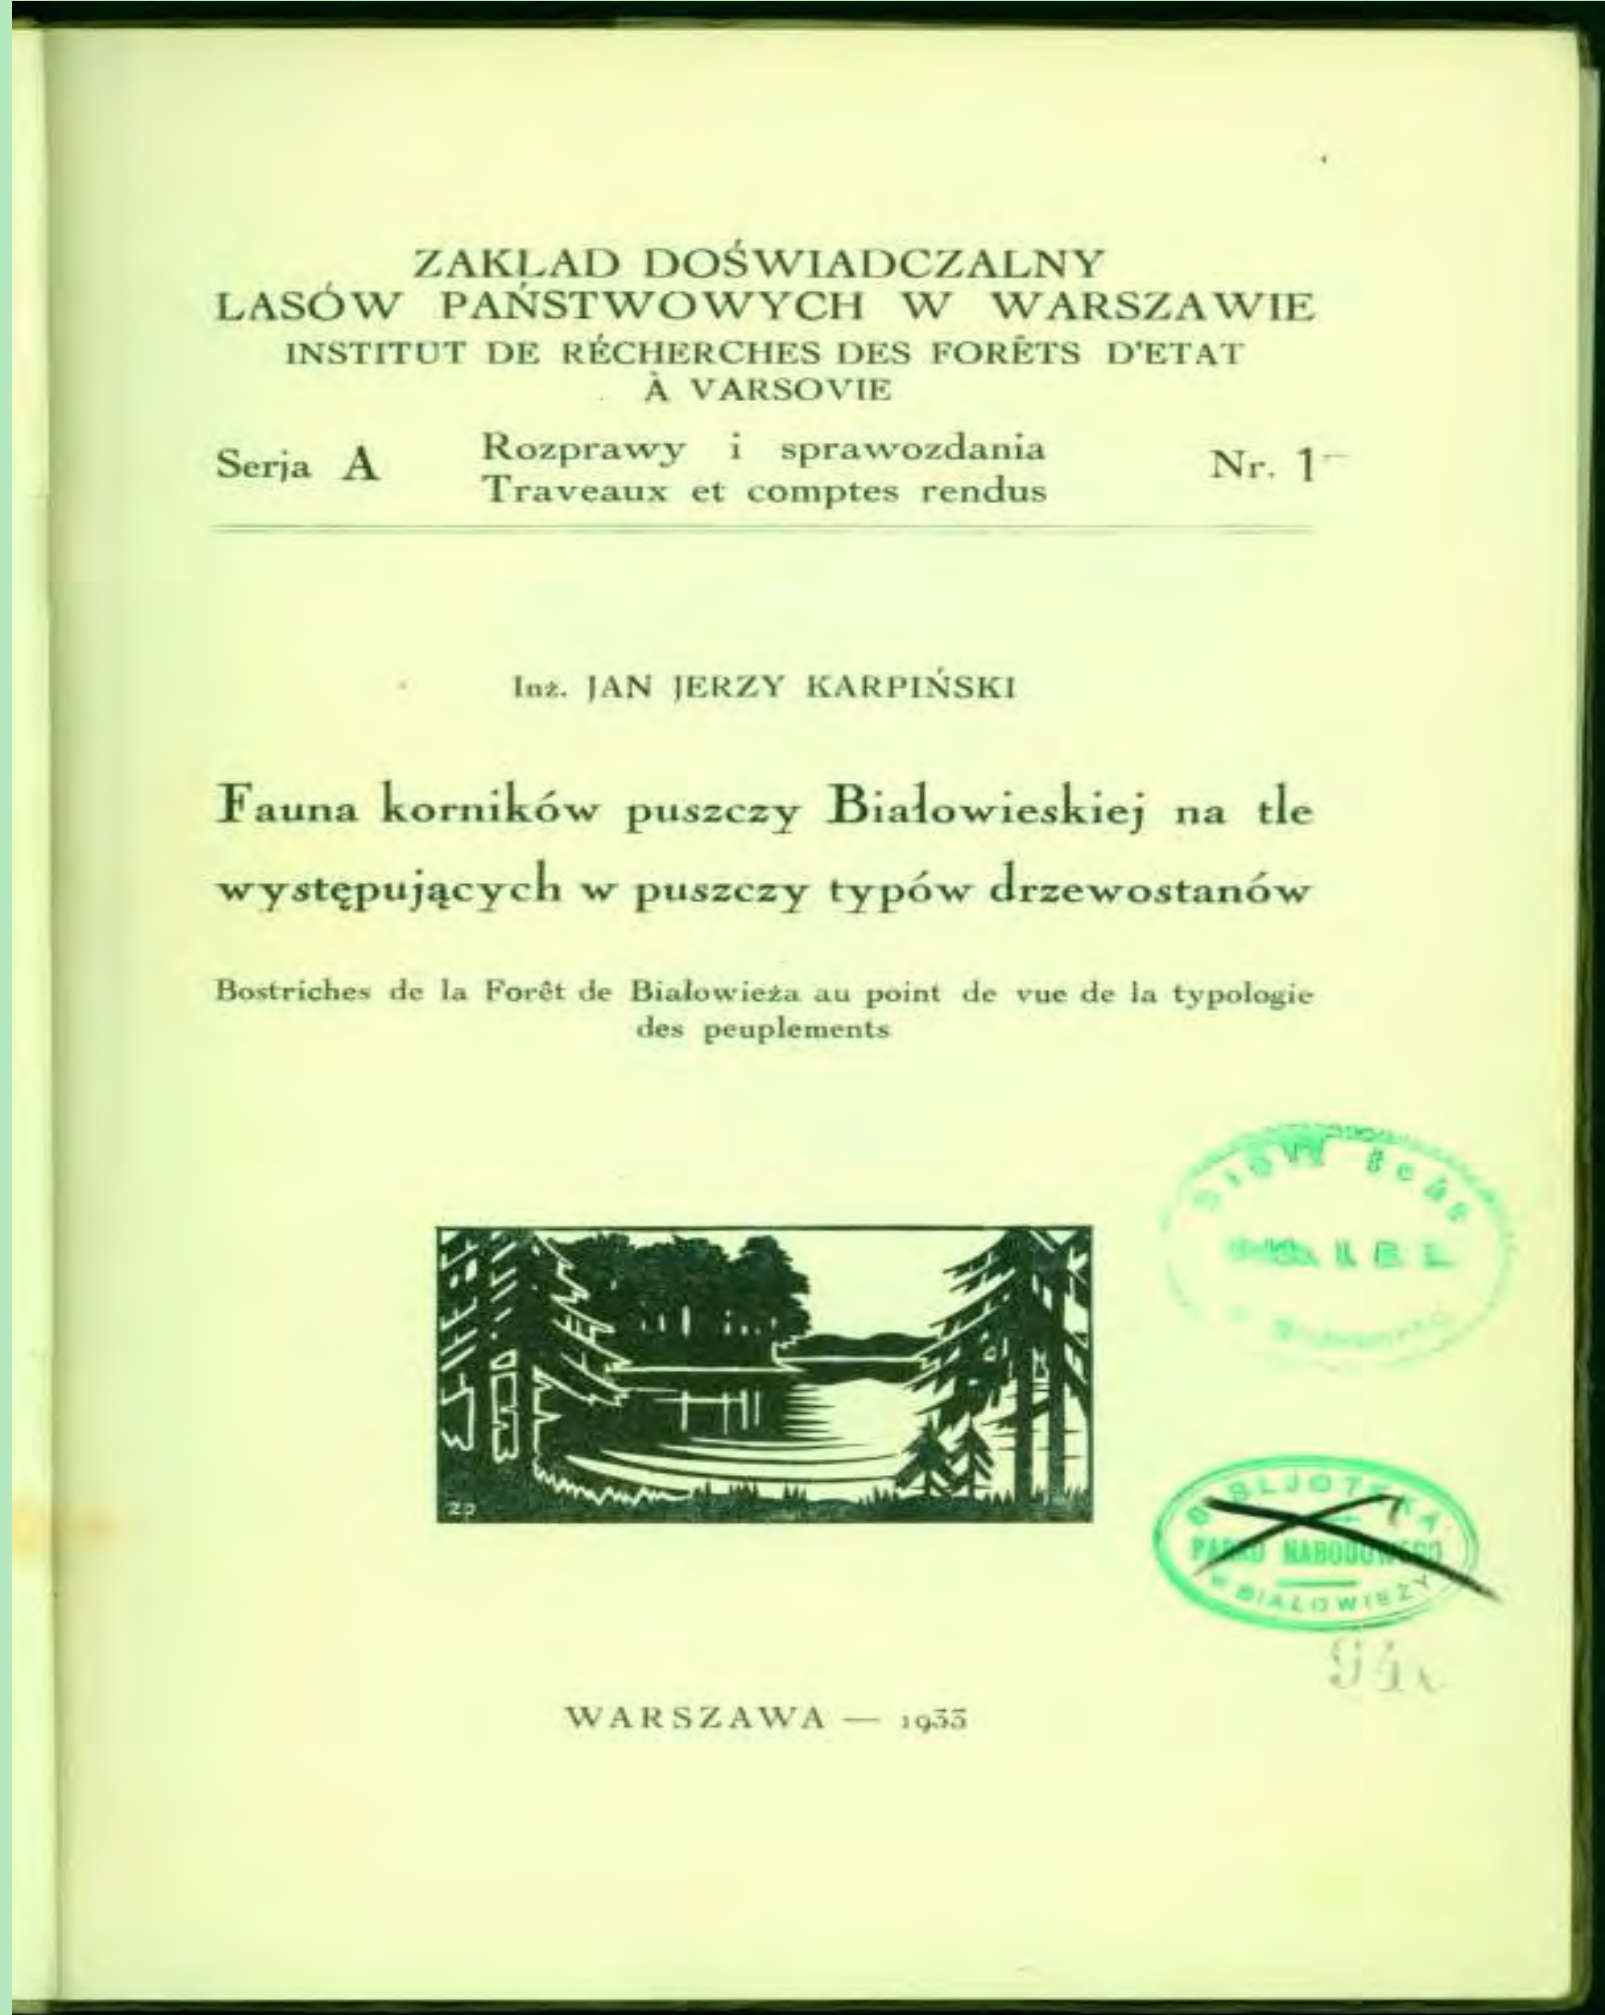 ZAKŁAD DOŚWIADCZALNY
LASÓW PAŃSTWOWYCH W WARSZAWIE
INSTITUT DE RÉCHERCHES DES FORÊTS D'ETAT
À VARSOVIE
Serja A
Rozprawy i sprawozdania
Traveaux et comptes rendus
Nr. 1
Inż. JAN JERZY KARPIŃSKI
Fauna korników puszczy Białowieskiej na tle
występujących w puszczy typów drzewostanów
Bostriches de la Forêt de Białowieża au point de vue de la typologie
des peuplements
I. B. L.
BIBLJOTEKA
PARKU NARODOWEGO
W BIAŁOWIEŻY
WARSZAWA — 1933